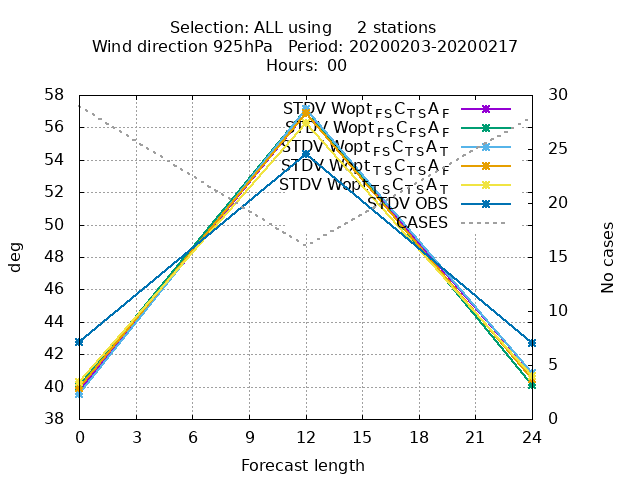 Selection: ALL using 2 stations
Wind direction 925hPa Period: 20200203-20200217
Hours: 00
58 30
56
54
52
50
48
46
44
42
40
38
25
20
15
10
5
0
STDV Wopt FS C TS A F
STDV Wopt FS C FS A F
STDV Wopt FS C TS A T
STDV Wopt TS C TS A F
STDV Wopt TS C TS A T
STDV OBS
CASES
deg
No cases
0 3 6 9 12 15 18 21 24
Forecast length